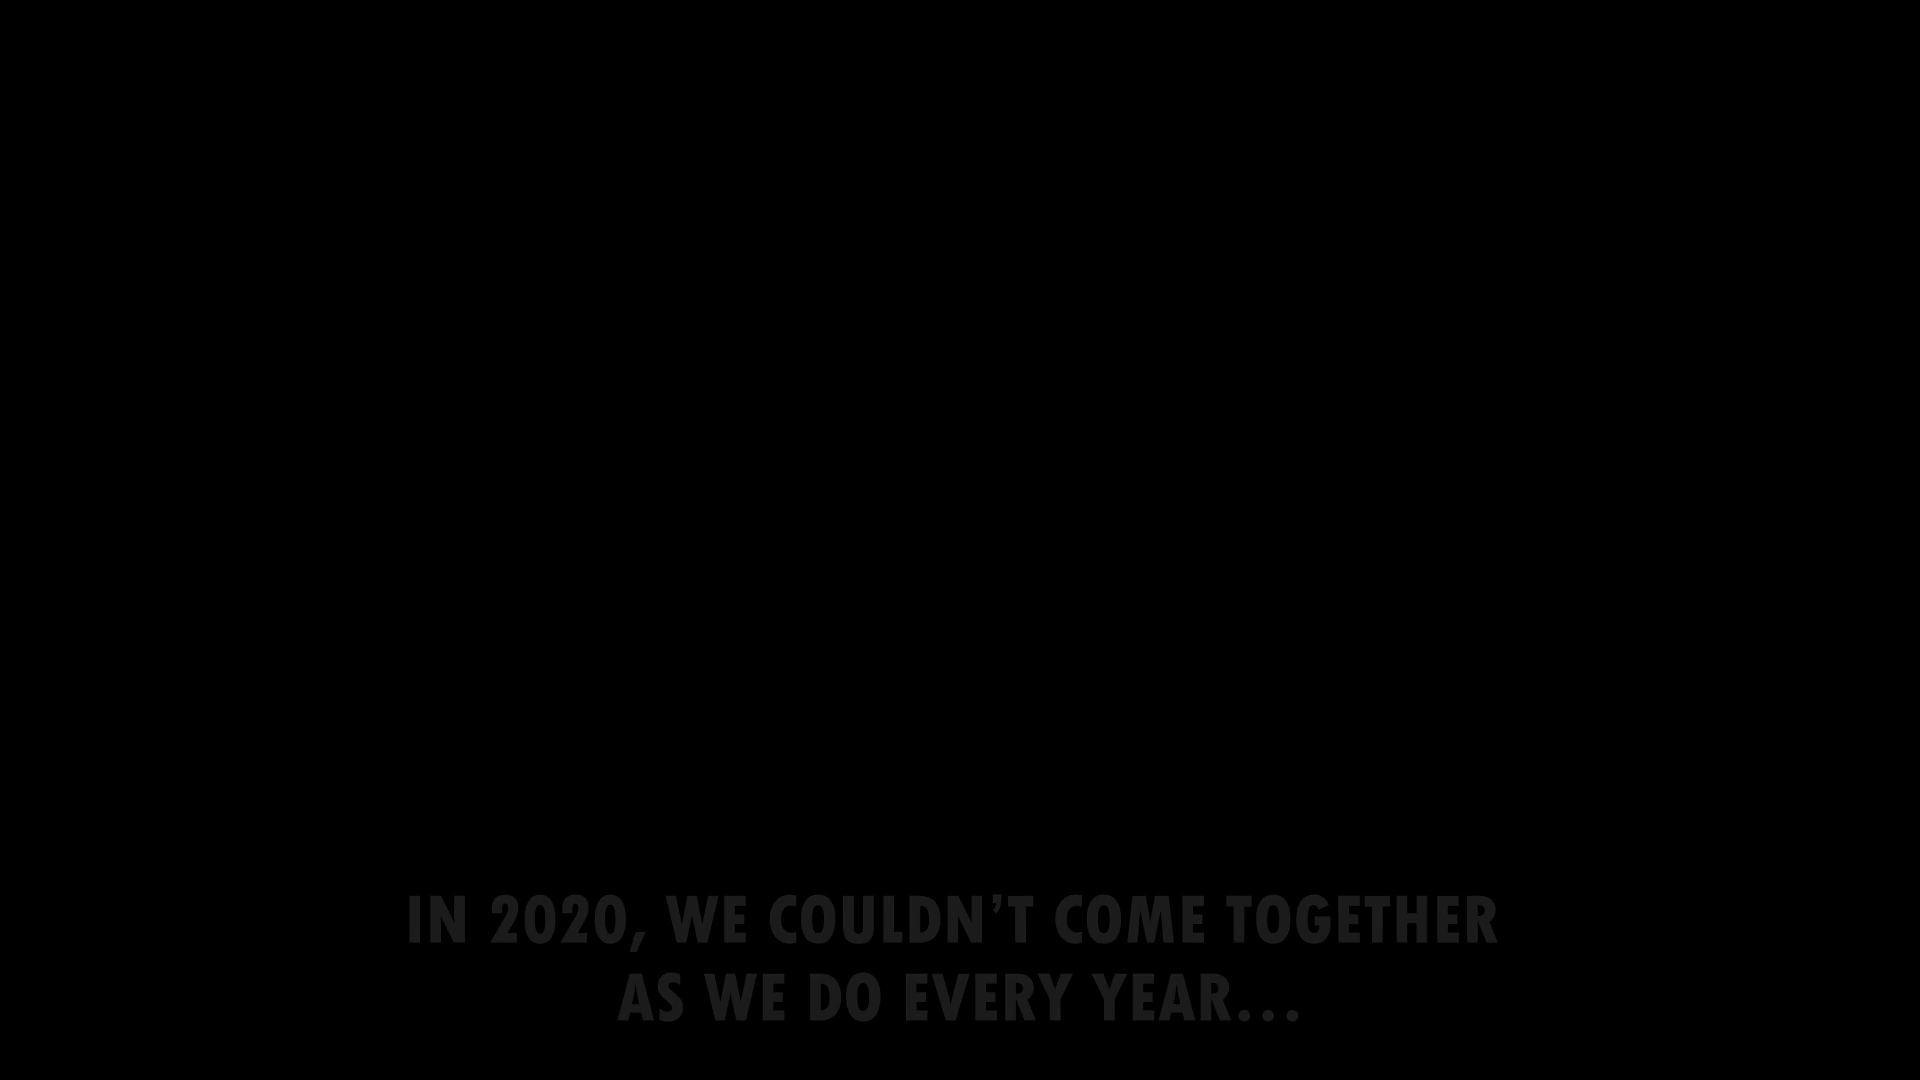 IN 2020, WE COULDN’T COME TOGETHER
AS WE DO EVERY YEAR...